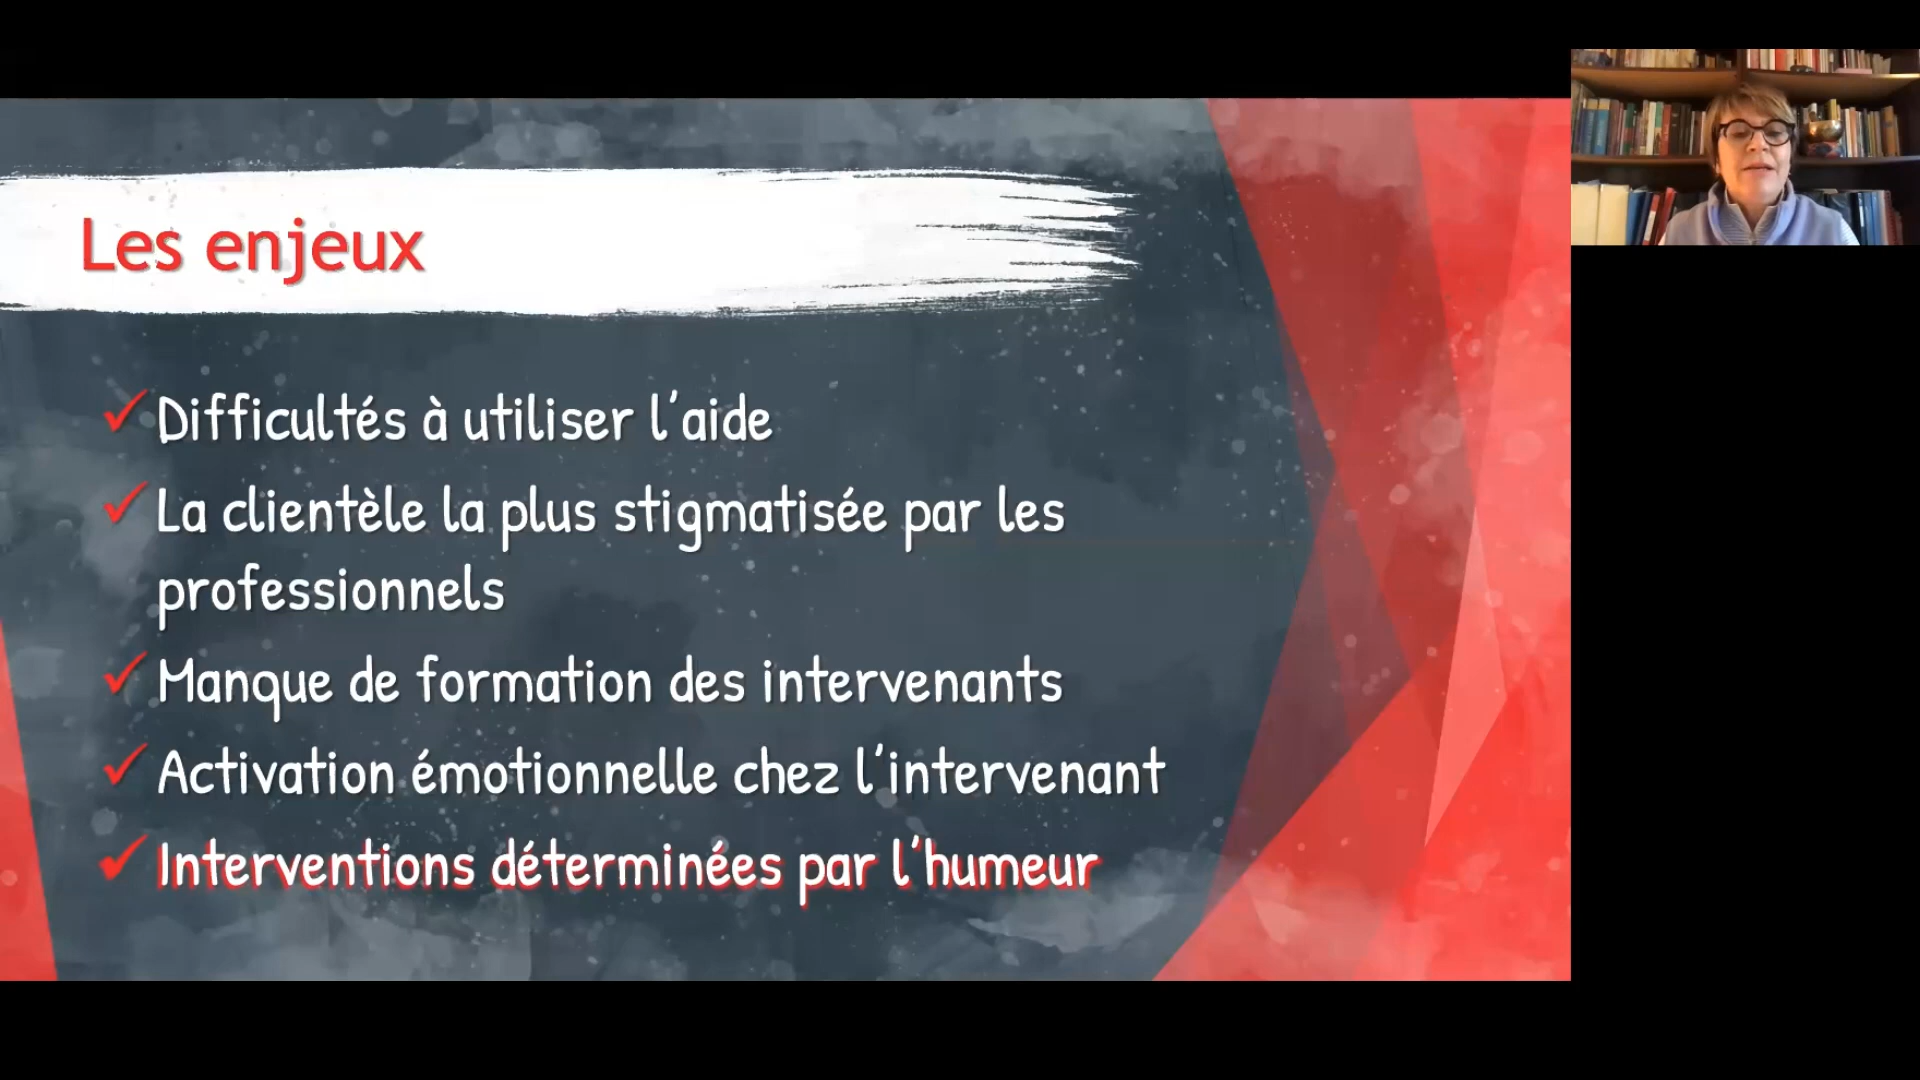 Les enjeux
Difficultés à utiliser l'aide
La clientèle la plus stigmatisée par les
professionnels
Manque de formation des intervenants
Activation émotionnelle chez l'intervenant
Interventions déterminées par l'humeur